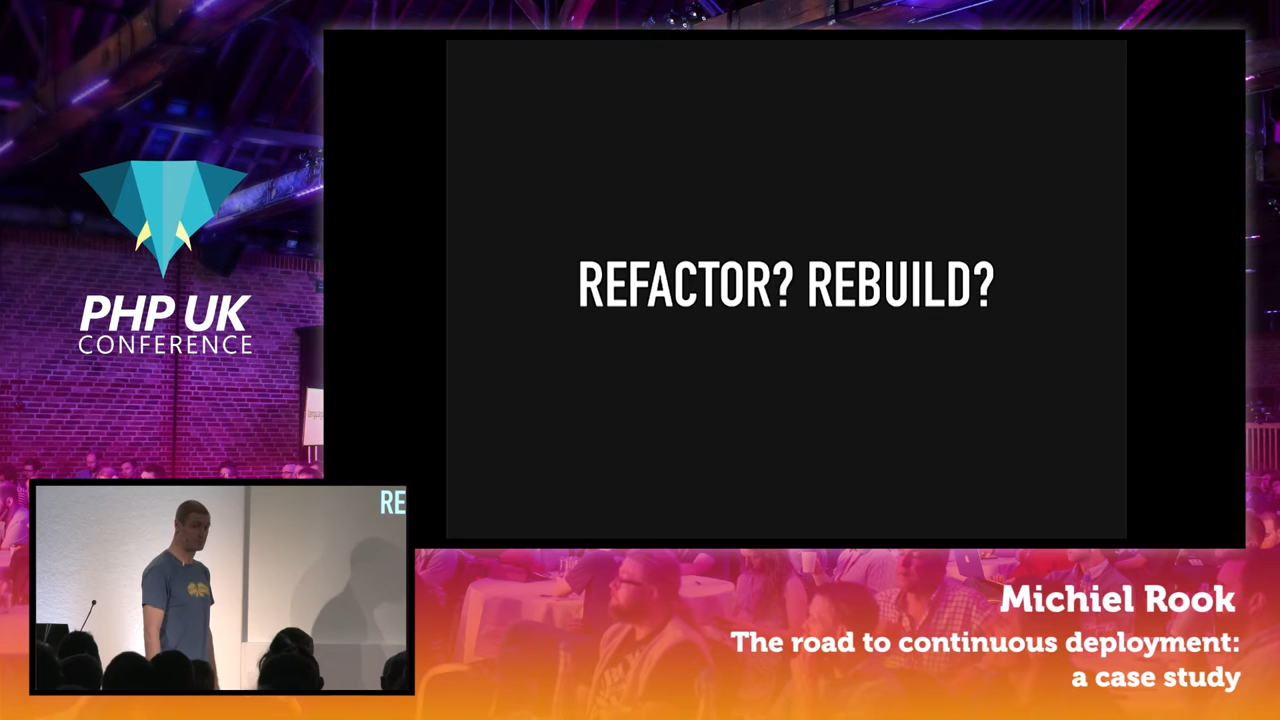 REFACTOR? REBUILD?
PHP UK
CONFERENCE
RE
Michiel Rook
The road to continuous deployment:
a case study